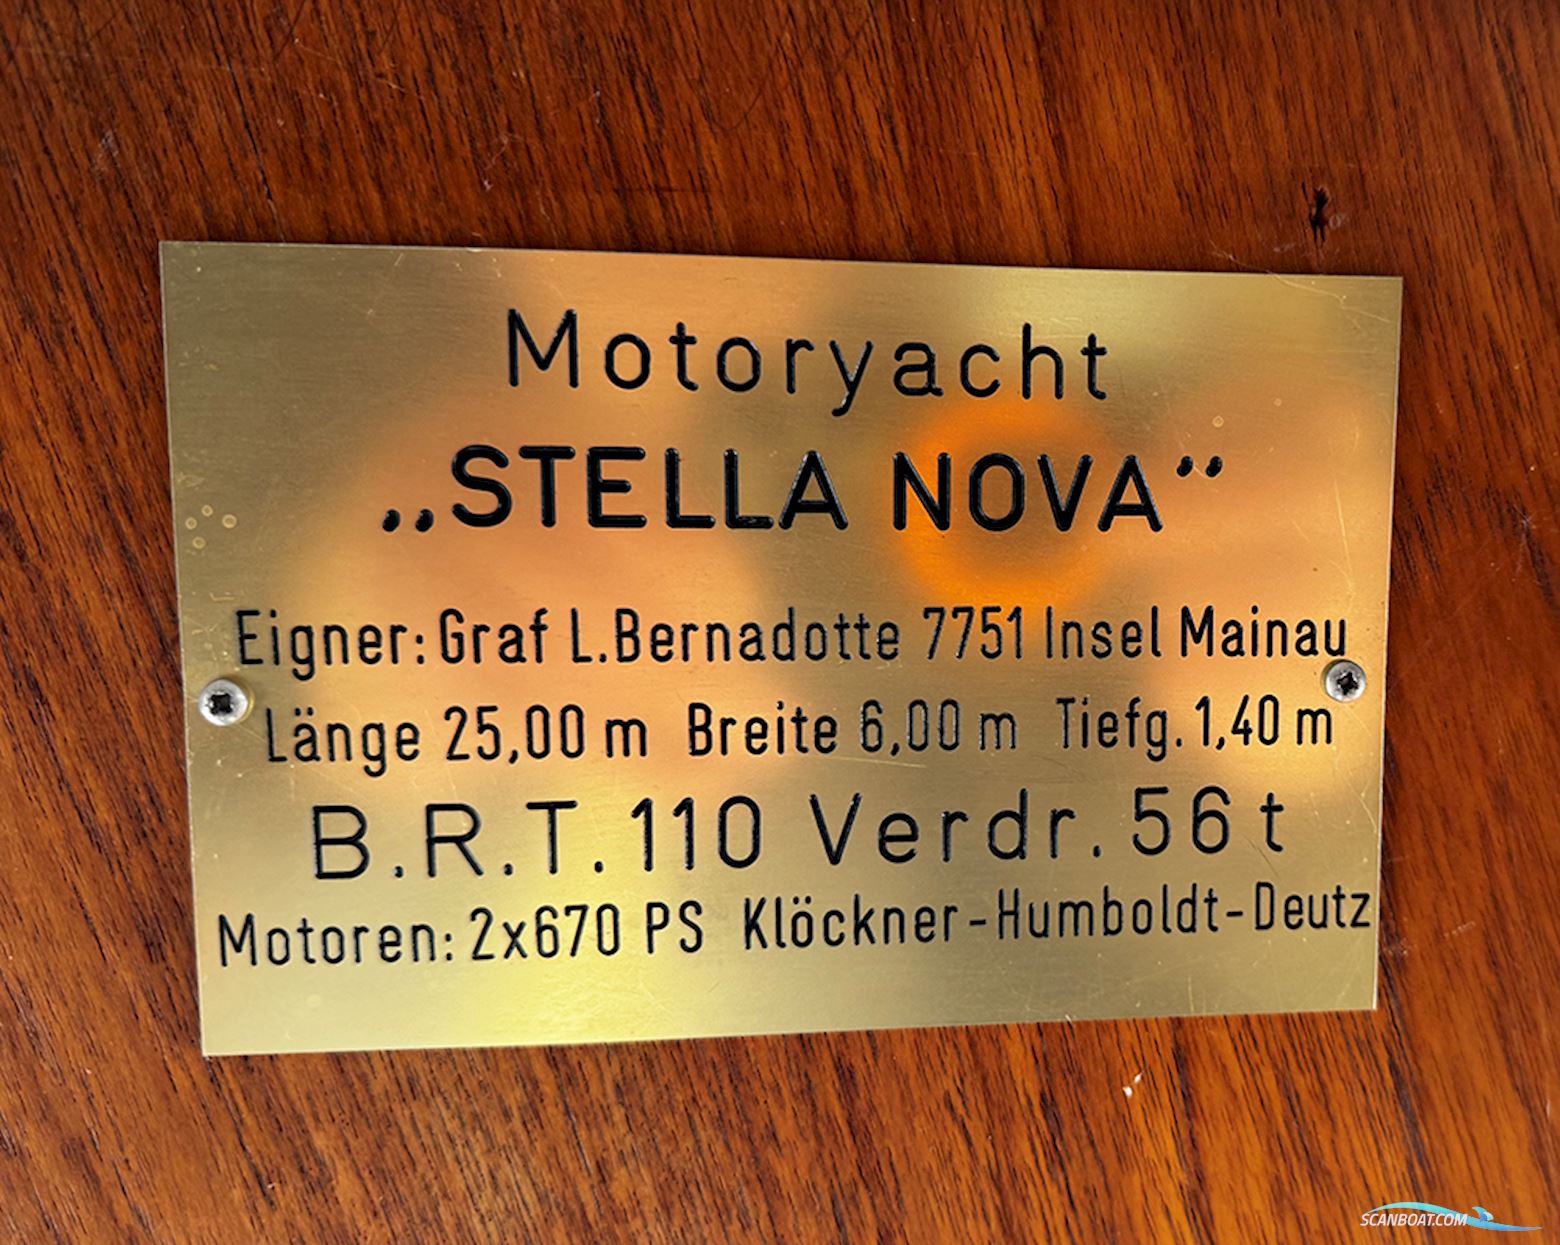 Motoryacht
„STELLA NOVA“
Eigner: Graf L. Bernadotte 7751 Insel Mainau
Länge 25,00 m Breite 6,00 m Tiefg. 1,40 m
B.R.T. 110 Verdr. 56 t
Motoren: 2x670 PS Klöckner-Humboldt-Deutz
SCANBOAT.COM